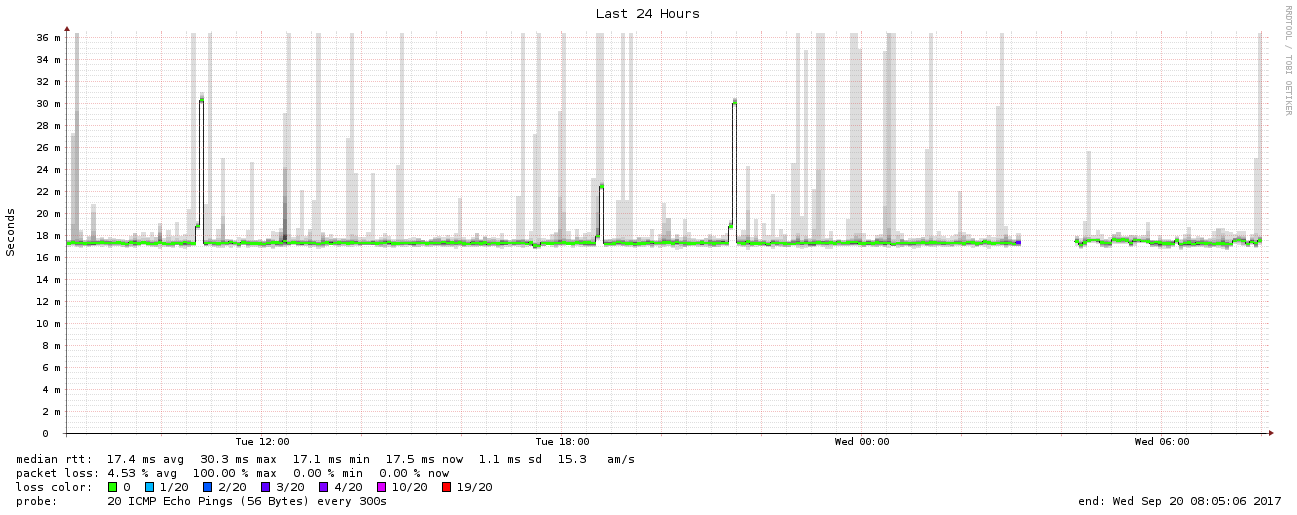 Last 24 Hours
RRDTOOL / TOBI OETIKER
Seconds
36 m
34 m
32 m
30 m
28 m
26 m
24 m
22 m
20 m
18 m
16 m
14 m
12 m
10 m
8 m
6 m
4 m
2 m
0
Tue 12:00 Tue 18:00 Wed 00:00 Wed 06:00
median rtt: 17.4 ms avg 30.3 ms max 17.1 ms min 17.5 ms now 1.1 ms sd 15.3 am/s
packet loss: 4.53 % avg 100.00 % max 0.00 % min 0.00 % now
loss color: 0 1/20 2/20 3/20 4/20 10/20 19/20
probe: 20 ICMP Echo Pings (56 Bytes) every 300s end: Wed Sep 20 08:05:06 2017